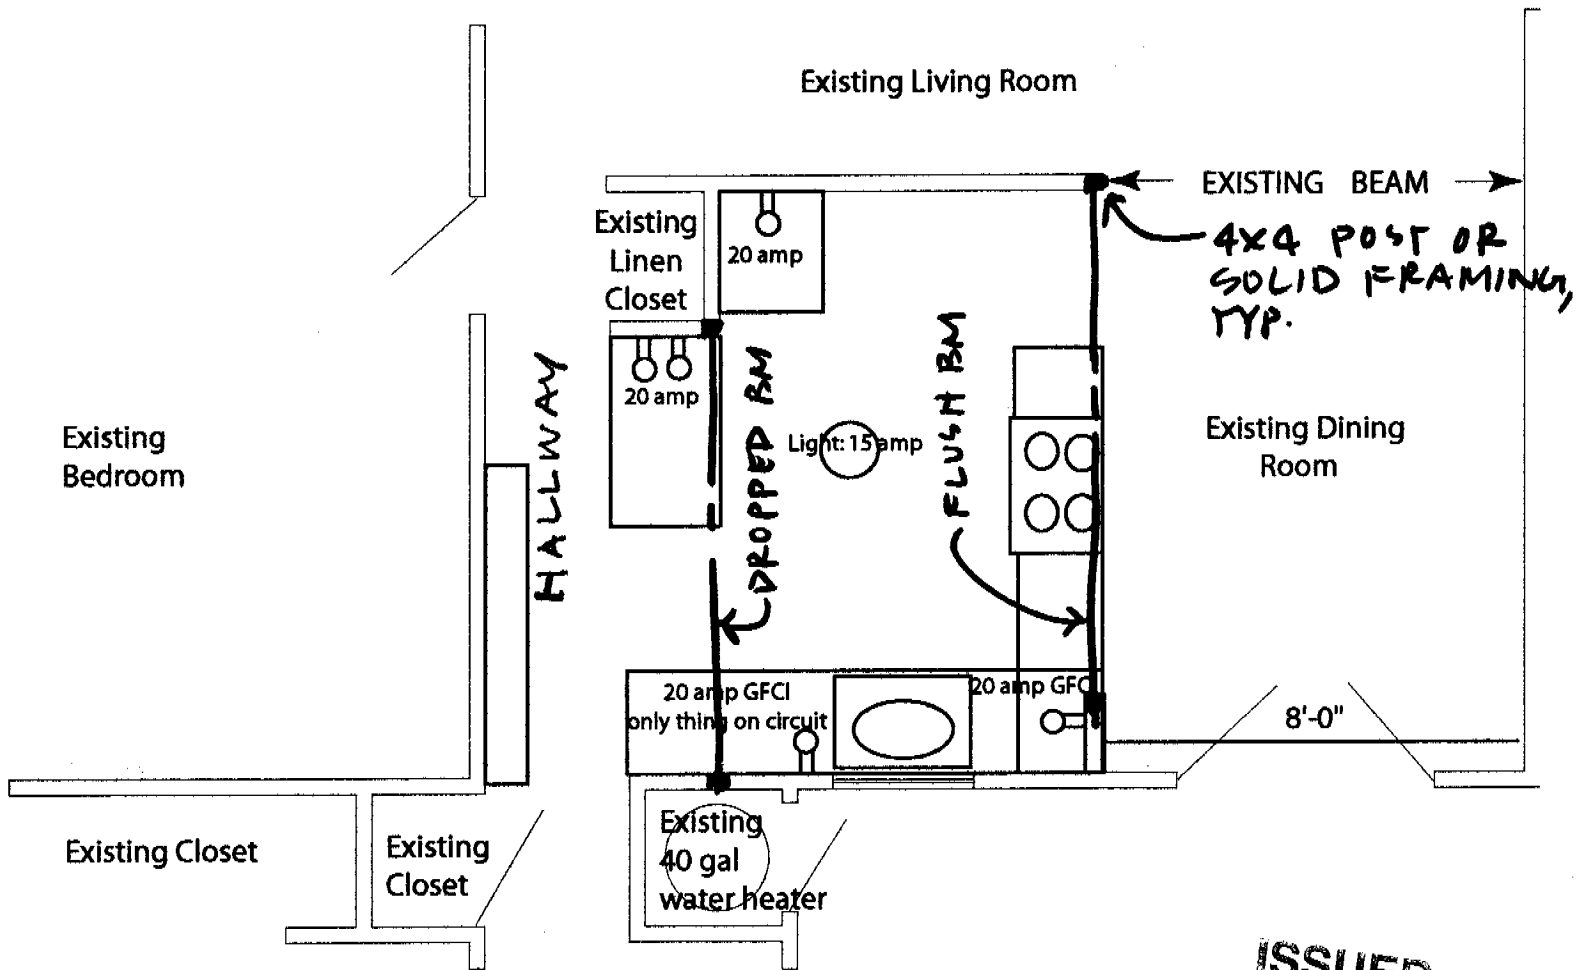 Existing Living Room
EXISTING BEAM
4X4 POST OR
SOLID FRAMING,
TYP.
Existing
Linen
Closet
20 amp
20 amp
HALLWAY
DROPPED BM
FLUSH BM
Light: 15 amp
Existing
Bedroom
Existing Dining
Room
20 amp GFCI
only thing on circuit
20 amp GFC
8'-0"
Existing Closet
Existing
Closet
Existing
40 gal
water heater
ISSUED